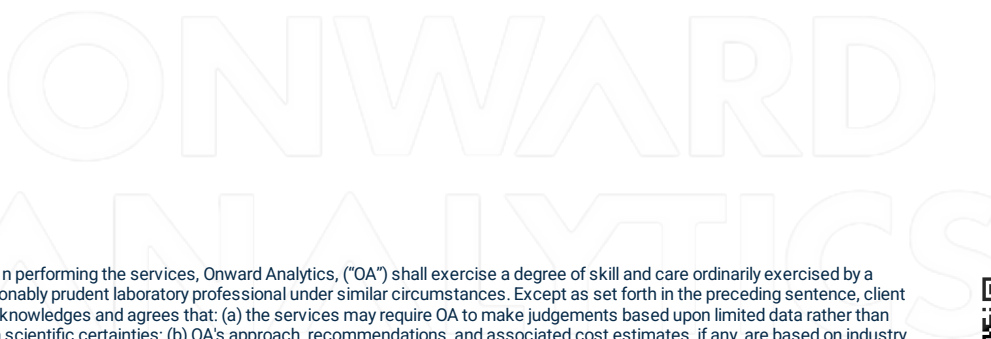 ONWARD
ANALYTICS
n performing the services, Onward Analytics, (“OA”) shall exercise a degree of skill and care ordinarily exercised by a
onably prudent laboratory professional under similar circumstances. Except as set forth in the preceding sentence, client
knowledges and agrees that: (a) the services may require OA to make judgements based upon limited data rather than
scientific certainties; (b) OA's approach, recommendations, and associated cost estimates, if any, are based on industry